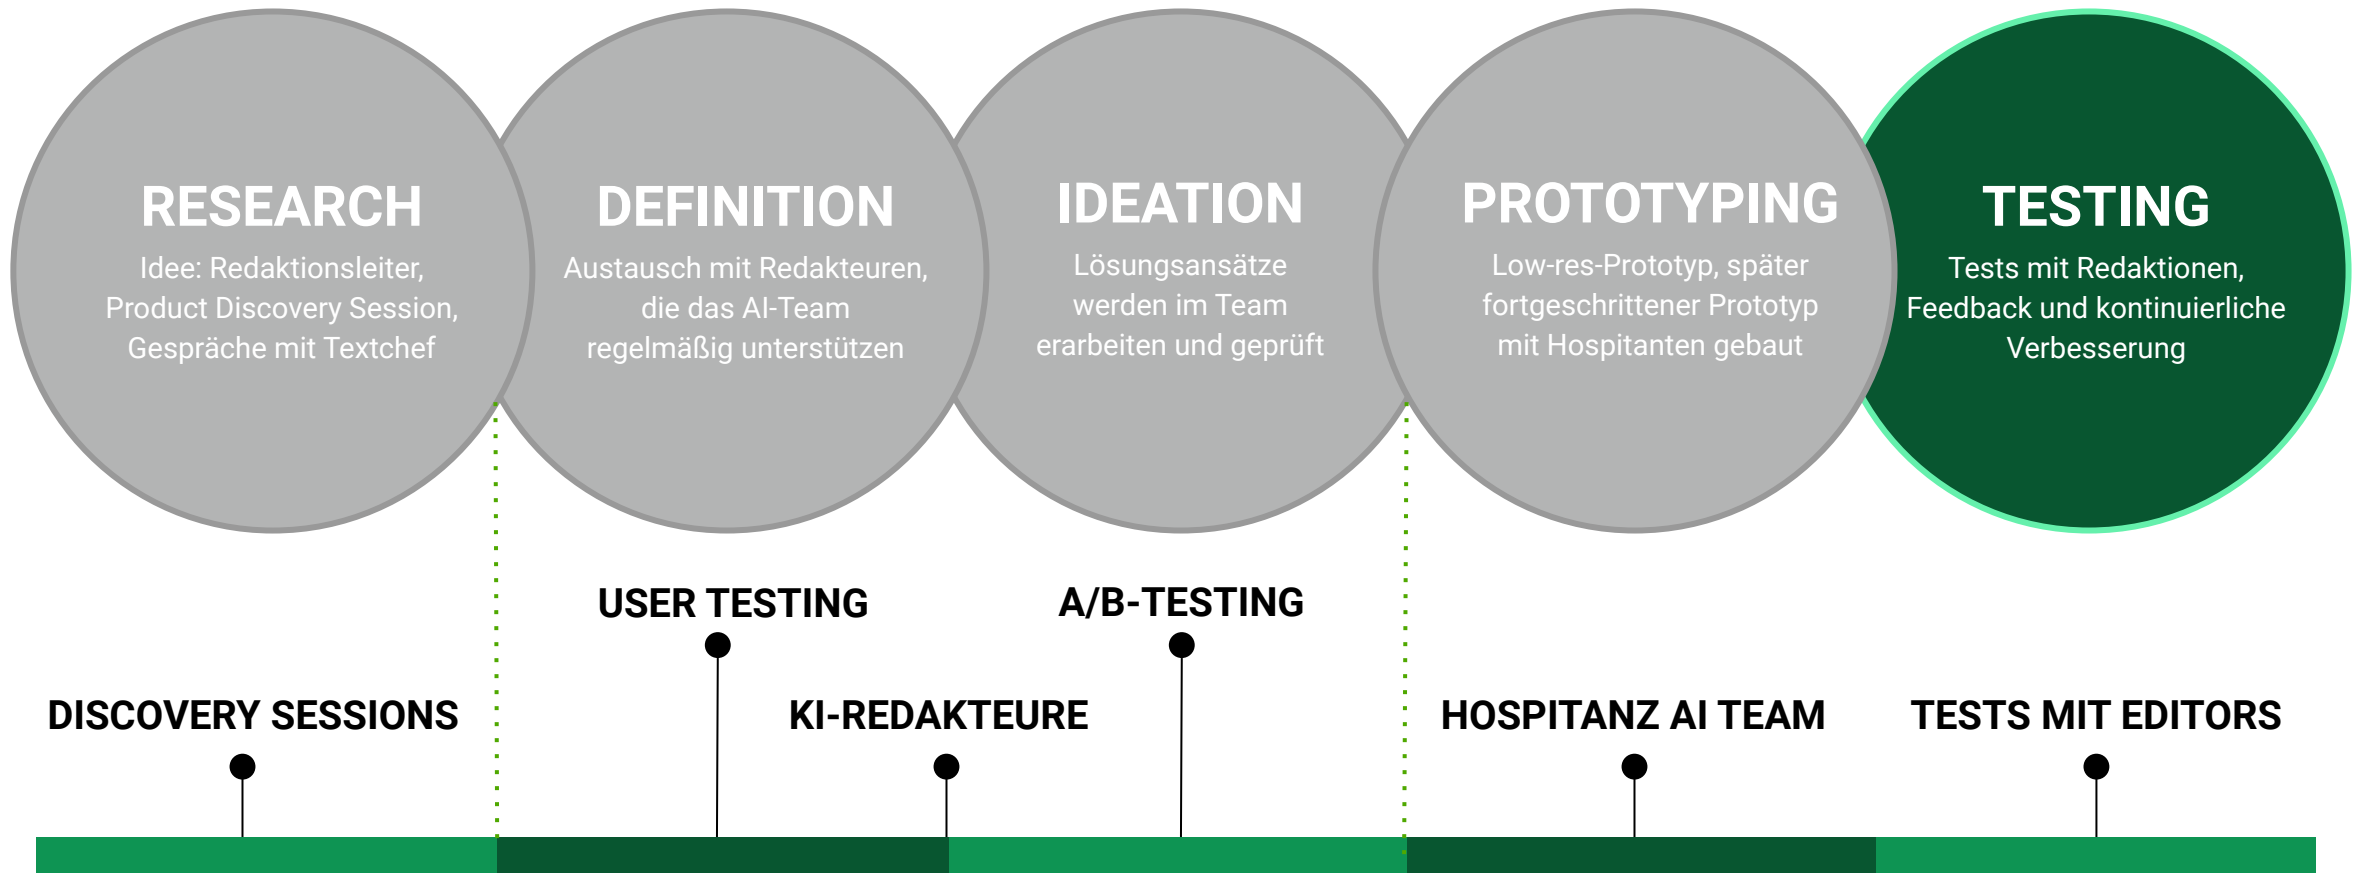 RESEARCH
Idee: Redaktionsleiter,
Product Discovery Session,
Gespräche mit Textchef
DEFINITION
Austausch mit Redakteuren,
die das AI-Team
regelmäßig unterstützen
IDEATION
Lösungsansätze
werden im Team
erarbeiten und geprüft
PROTOTYPING
Low-res-Prototyp, später
fortgeschrittener Prototyp
mit Hospitanten gebaut
TESTING
Tests mit Redaktionen,
Feedback und kontinuierliche
Verbesserung
USER TESTING
A/B-TESTING
DISCOVERY SESSIONS
KI-REDAKTEURE
HOSPITANZ AI TEAM
TESTS MIT EDITORS